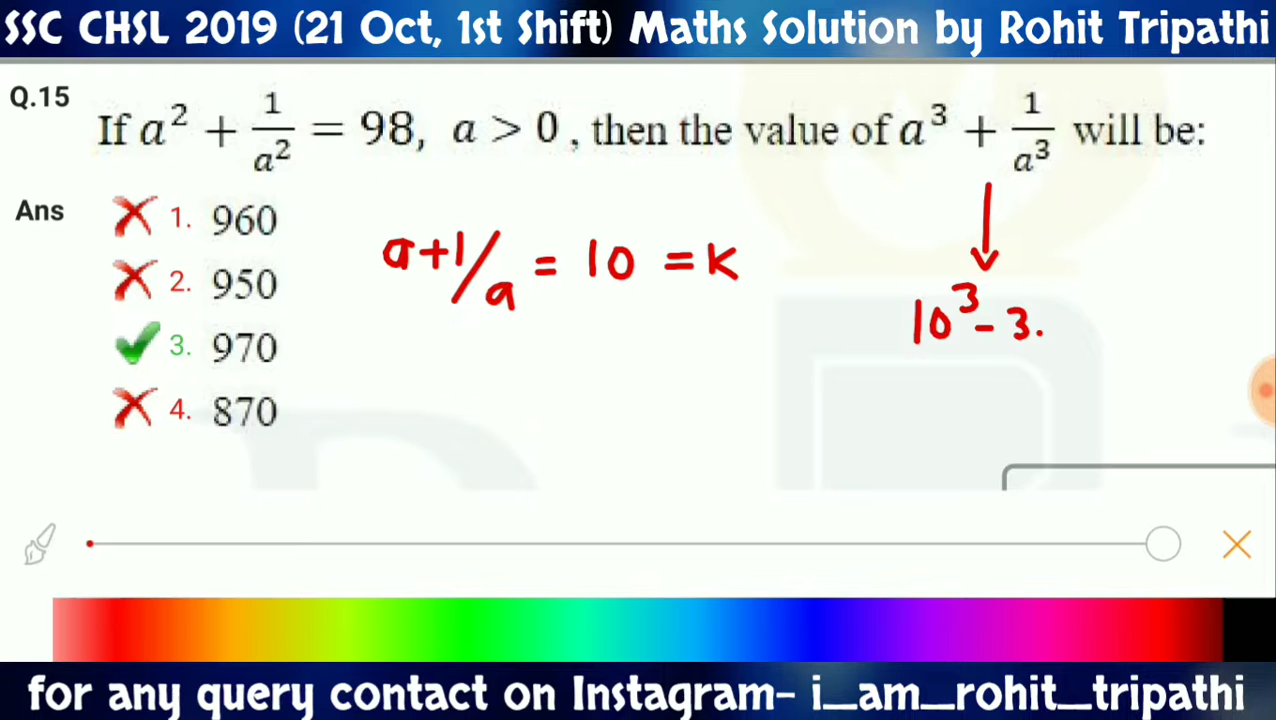 SSC CHSL 2019 (21 Oct, 1st Shift) Maths Solution by Rohit Tripathi
Q.15 If a² + 1/a² = 98, a > 0, then the value of a³ + 1/a³ will be:
Ans 1. 960
2. 950
3. 970
4. 870
a+1/a = 10 = K
10³ - 3.
for any query contact on Instagram- i_am_rohit_tripathi